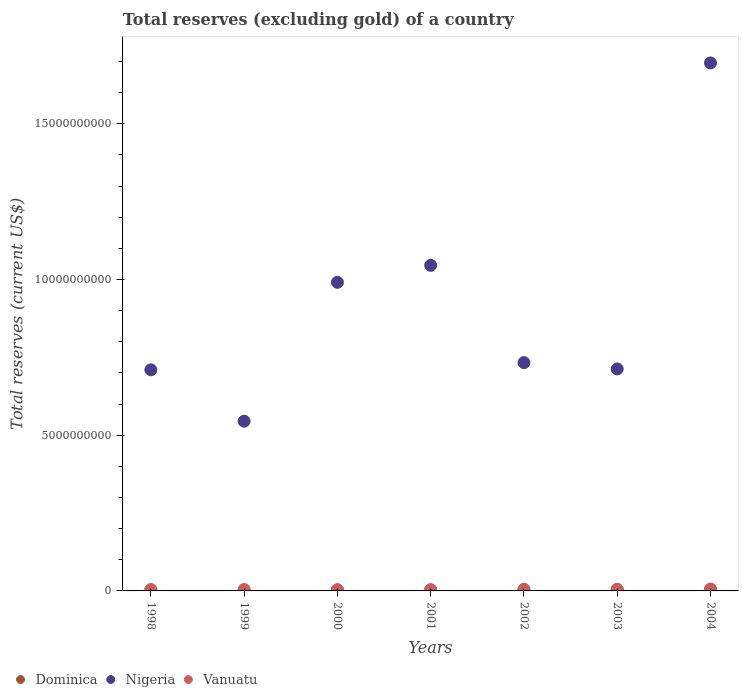 Total reserves (excluding gold) of a country
Total reserves (current US$)
15000000000
10000000000
5000000000
0
1998
1999
2000
2001
2002
2003
2004
Years
Dominica
Nigeria
Vanuatu